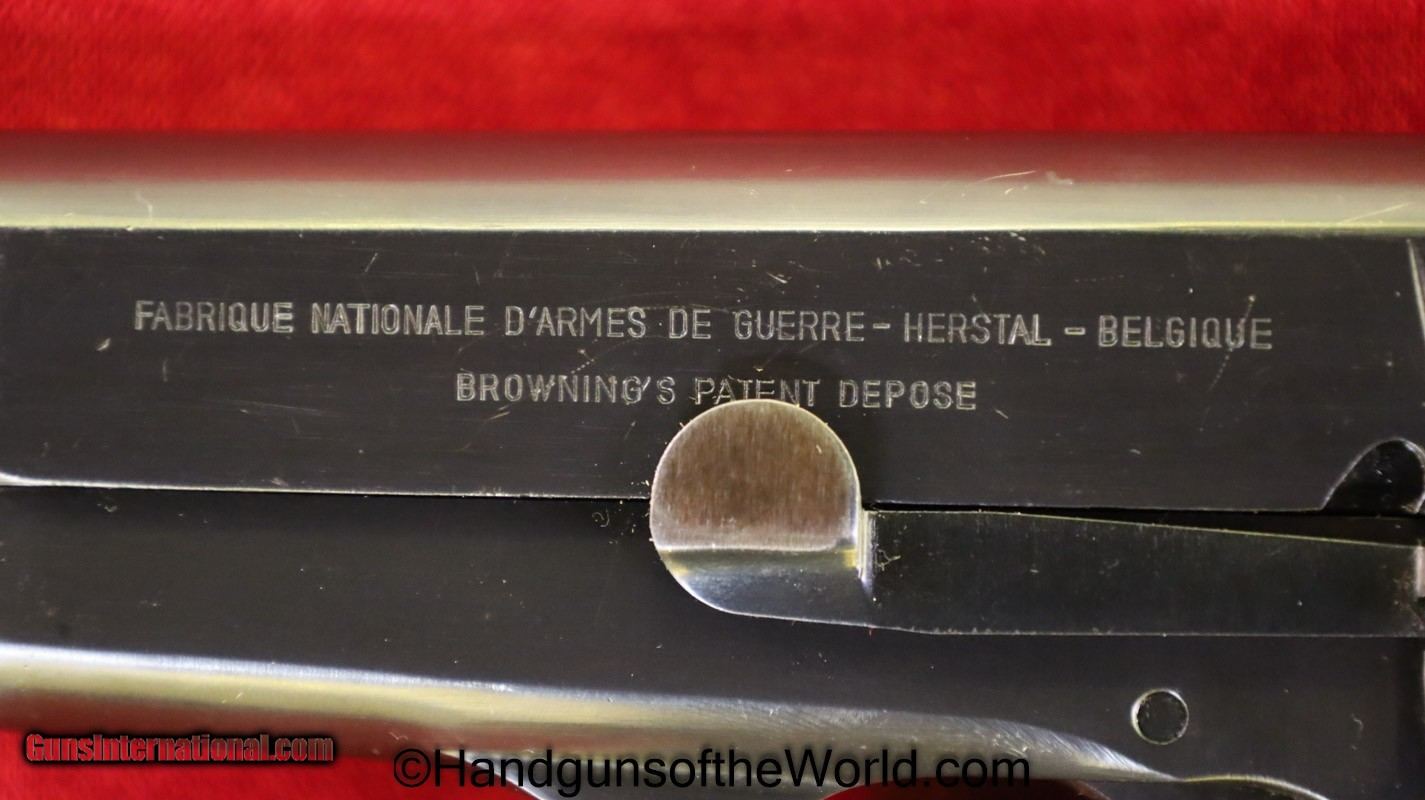 FABRIQUE NATIONALE D'ARMES DE GUERRE - HERSTAL - BELGIQUE
BROWNING'S PATENT DEPOSE
GunsInternational.com
©HandgunsoftheWorld.com